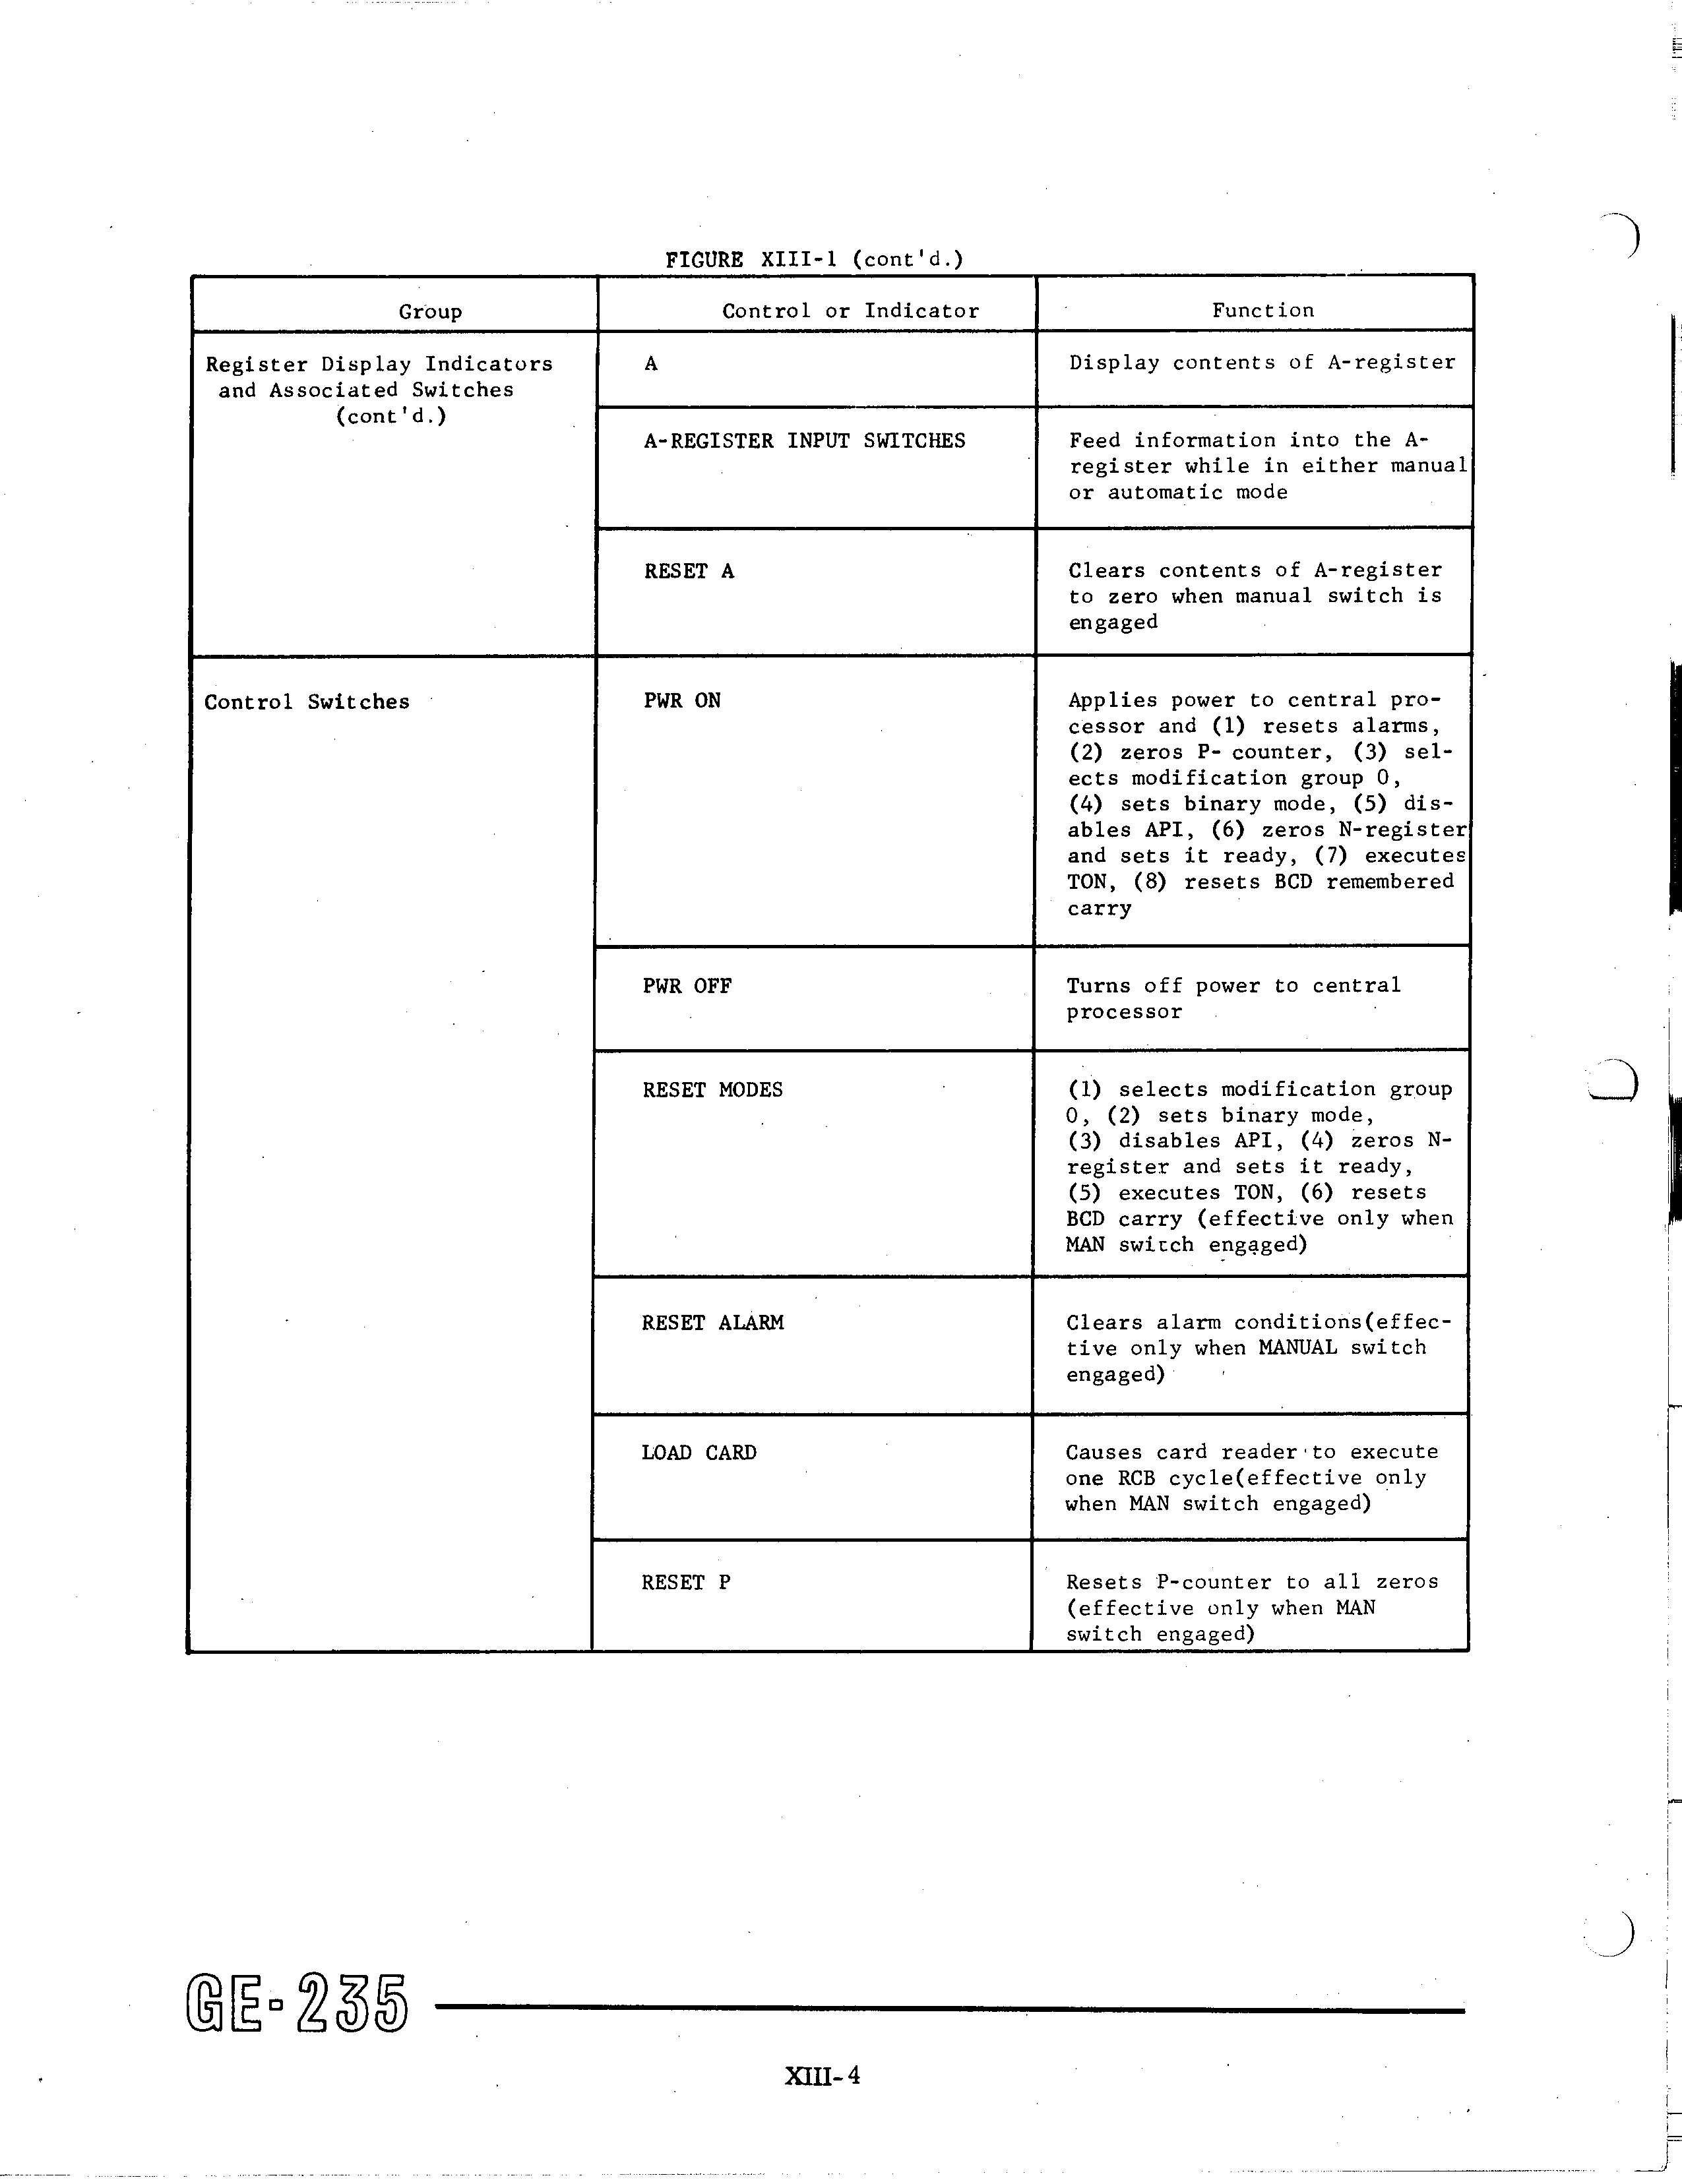 FIGURE XIII-1 (cont'd.)
Group
Control or Indicator
Function
Register Display Indicators
and Associated Switches
(cont'd.)
A
Display contents of A-register
A-REGISTER INPUT SWITCHES
Feed information into the A-
register while in either manual
or automatic mode
RESET A
Clears contents of A-register
to zero when manual switch is
engaged
Control Switches
PWR ON
Applies power to central pro-
cessor and (1) resets alarms,
(2) zeros P- counter, (3) sel-
ects modification group 0,
(4) sets binary mode, (5) dis-
ables API, (6) zeros N-register
and sets it ready, (7) executes
TON, (8) resets BCD remembered
carry
PWR OFF
Turns off power to central
processor
RESET MODES
(1) selects modification group
0, (2) sets binary mode,
(3) disables API, (4) zeros N-
register and sets it ready,
(5) executes TON, (6) resets
BCD carry (effective only when
MAN switch engaged)
RESET ALARM
Clears alarm conditions(effec-
tive only when MANUAL switch
engaged)
LOAD CARD
Causes card reader to execute
one RCB cycle(effective only
when MAN switch engaged)
RESET P
Resets P-counter to all zeros
(effective only when MAN
switch engaged)
GE-235
XIII-4